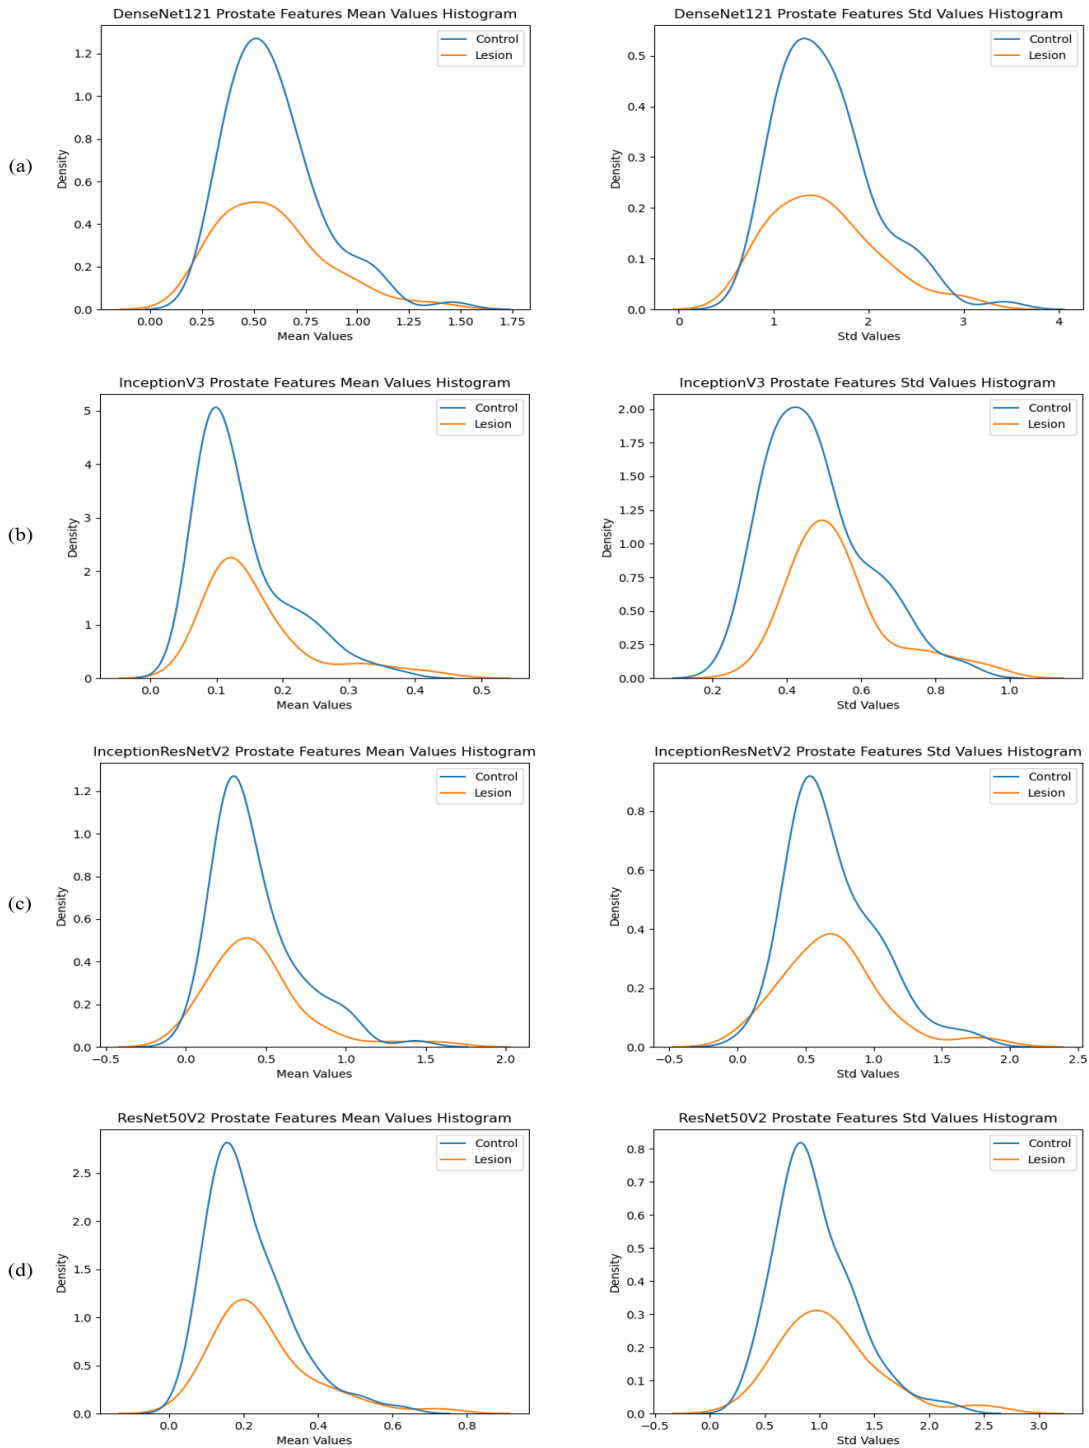 DenseNet121 Prostate Features Mean Values Histogram
DenseNet121 Prostate Features Std Values Histogram
(a)
Density
1.2
1.0
0.8
0.6
0.4
0.2
0.0
Control
Lesion
0.00 0.25 0.50 0.75 1.00 1.25 1.50 1.75
Mean Values
Density
0.5
0.4
0.3
0.2
0.1
0.0
Control
Lesion
0 1 2 3 4
Std Values
InceptionV3 Prostate Features Mean Values Histogram
InceptionV3 Prostate Features Std Values Histogram
(b)
Density
5
4
3
2
1
0
Control
Lesion
0.0 0.1 0.2 0.3 0.4 0.5
Mean Values
Density
2.00
1.75
1.50
1.25
1.00
0.75
0.50
0.25
0.00
Control
Lesion
0.2 0.4 0.6 0.8 1.0
Std Values
InceptionResNetV2 Prostate Features Mean Values Histogram
InceptionResNetV2 Prostate Features Std Values Histogram
(c)
Density
1.2
1.0
0.8
0.6
0.4
0.2
0.0
Control
Lesion
−0.5 0.0 0.5 1.0 1.5 2.0
Mean Values
Density
0.8
0.6
0.4
0.2
0.0
Control
Lesion
−0.5 0.0 0.5 1.0 1.5 2.0 2.5
Std Values
ResNet50V2 Prostate Features Mean Values Histogram
ResNet50V2 Prostate Features Std Values Histogram
(d)
Density
2.5
2.0
1.5
1.0
0.5
0.0
Control
Lesion
0.0 0.2 0.4 0.6 0.8
Mean Values
Density
0.8
0.7
0.6
0.5
0.4
0.3
0.2
0.1
0.0
Control
Lesion
−0.5 0.0 0.5 1.0 1.5 2.0 2.5 3.0
Std Values